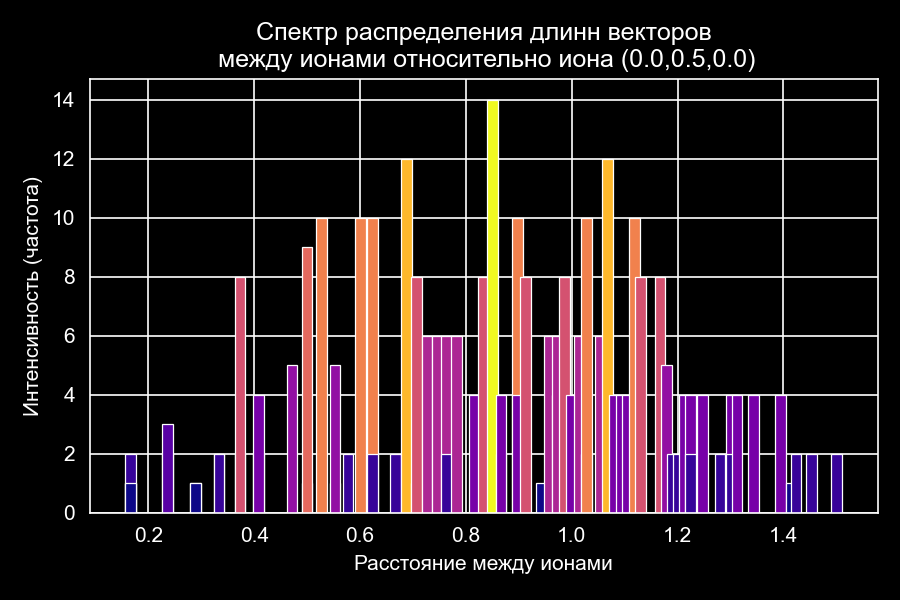 Спектр распределения длинн векторов
между ионами относительно иона (0.0,0.5,0.0)
Интенсивность (частота)
14
12
10
8
6
4
2
0
0.2 0.4 0.6 0.8 1.0 1.2 1.4
Расстояние между ионами